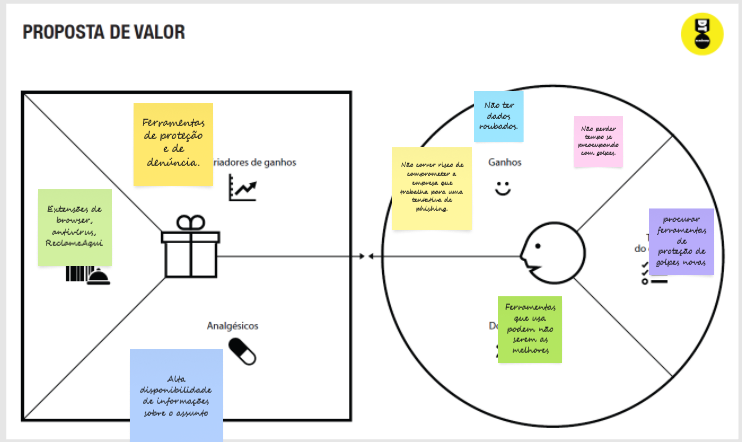 PROPOSTA DE VALOR
Ferramentas
de proteção
e de
denúncia.
riadores de ganhos
Extensões de
browser,
antivírus,
ReclameAqui
Analgésicos
Alta
disponibilidade
de informações
sobre o assunto
Não ter
dados
roubados.
Não perder
tempo se
preocupando
com golpes.
Não correr risco de
comprometer a
empresa que
trabalha para uma
tentativa de
phishing.
Ganhos
T
do c
procurar
ferramentas
de
proteção de
golpes novas
Do
Ferramentas
que usa
podem não
serem as
melhores